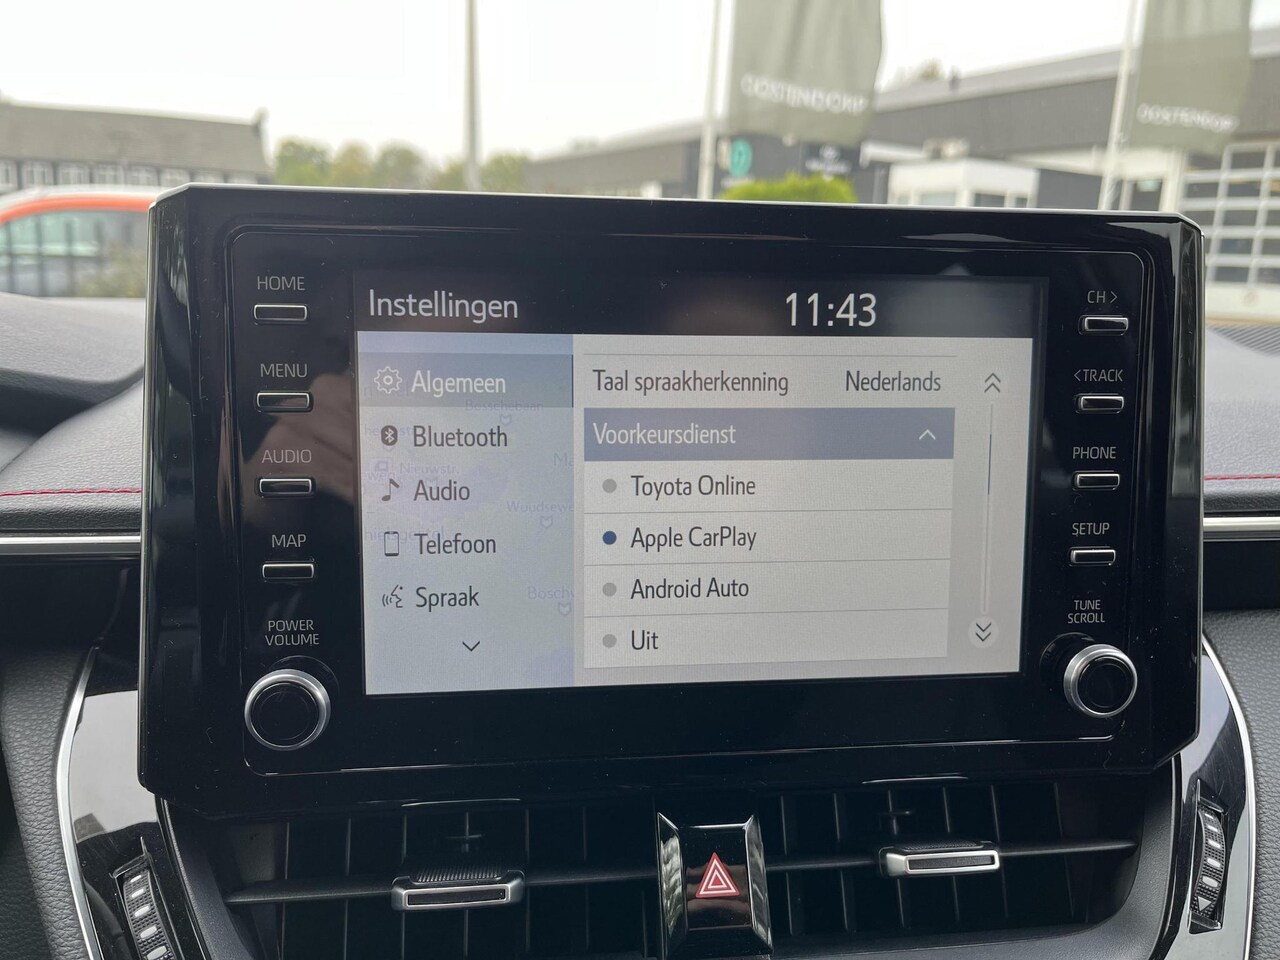 OOSTENDORP
OOSTENDORP
HOME
MENU
AUDIO
MAP
POWER
VOLUME
Instellingen
11:43
Algemeen
Bluetooth
Audio
Telefoon
Spraak
Taal spraakherkenning
Nederlands
Voorkeursdienst
Toyota Online
Apple CarPlay
Android Auto
Uit
Nieuwstr.
CH >
< TRACK
PHONE
SETUP
TUNE
SCROLL